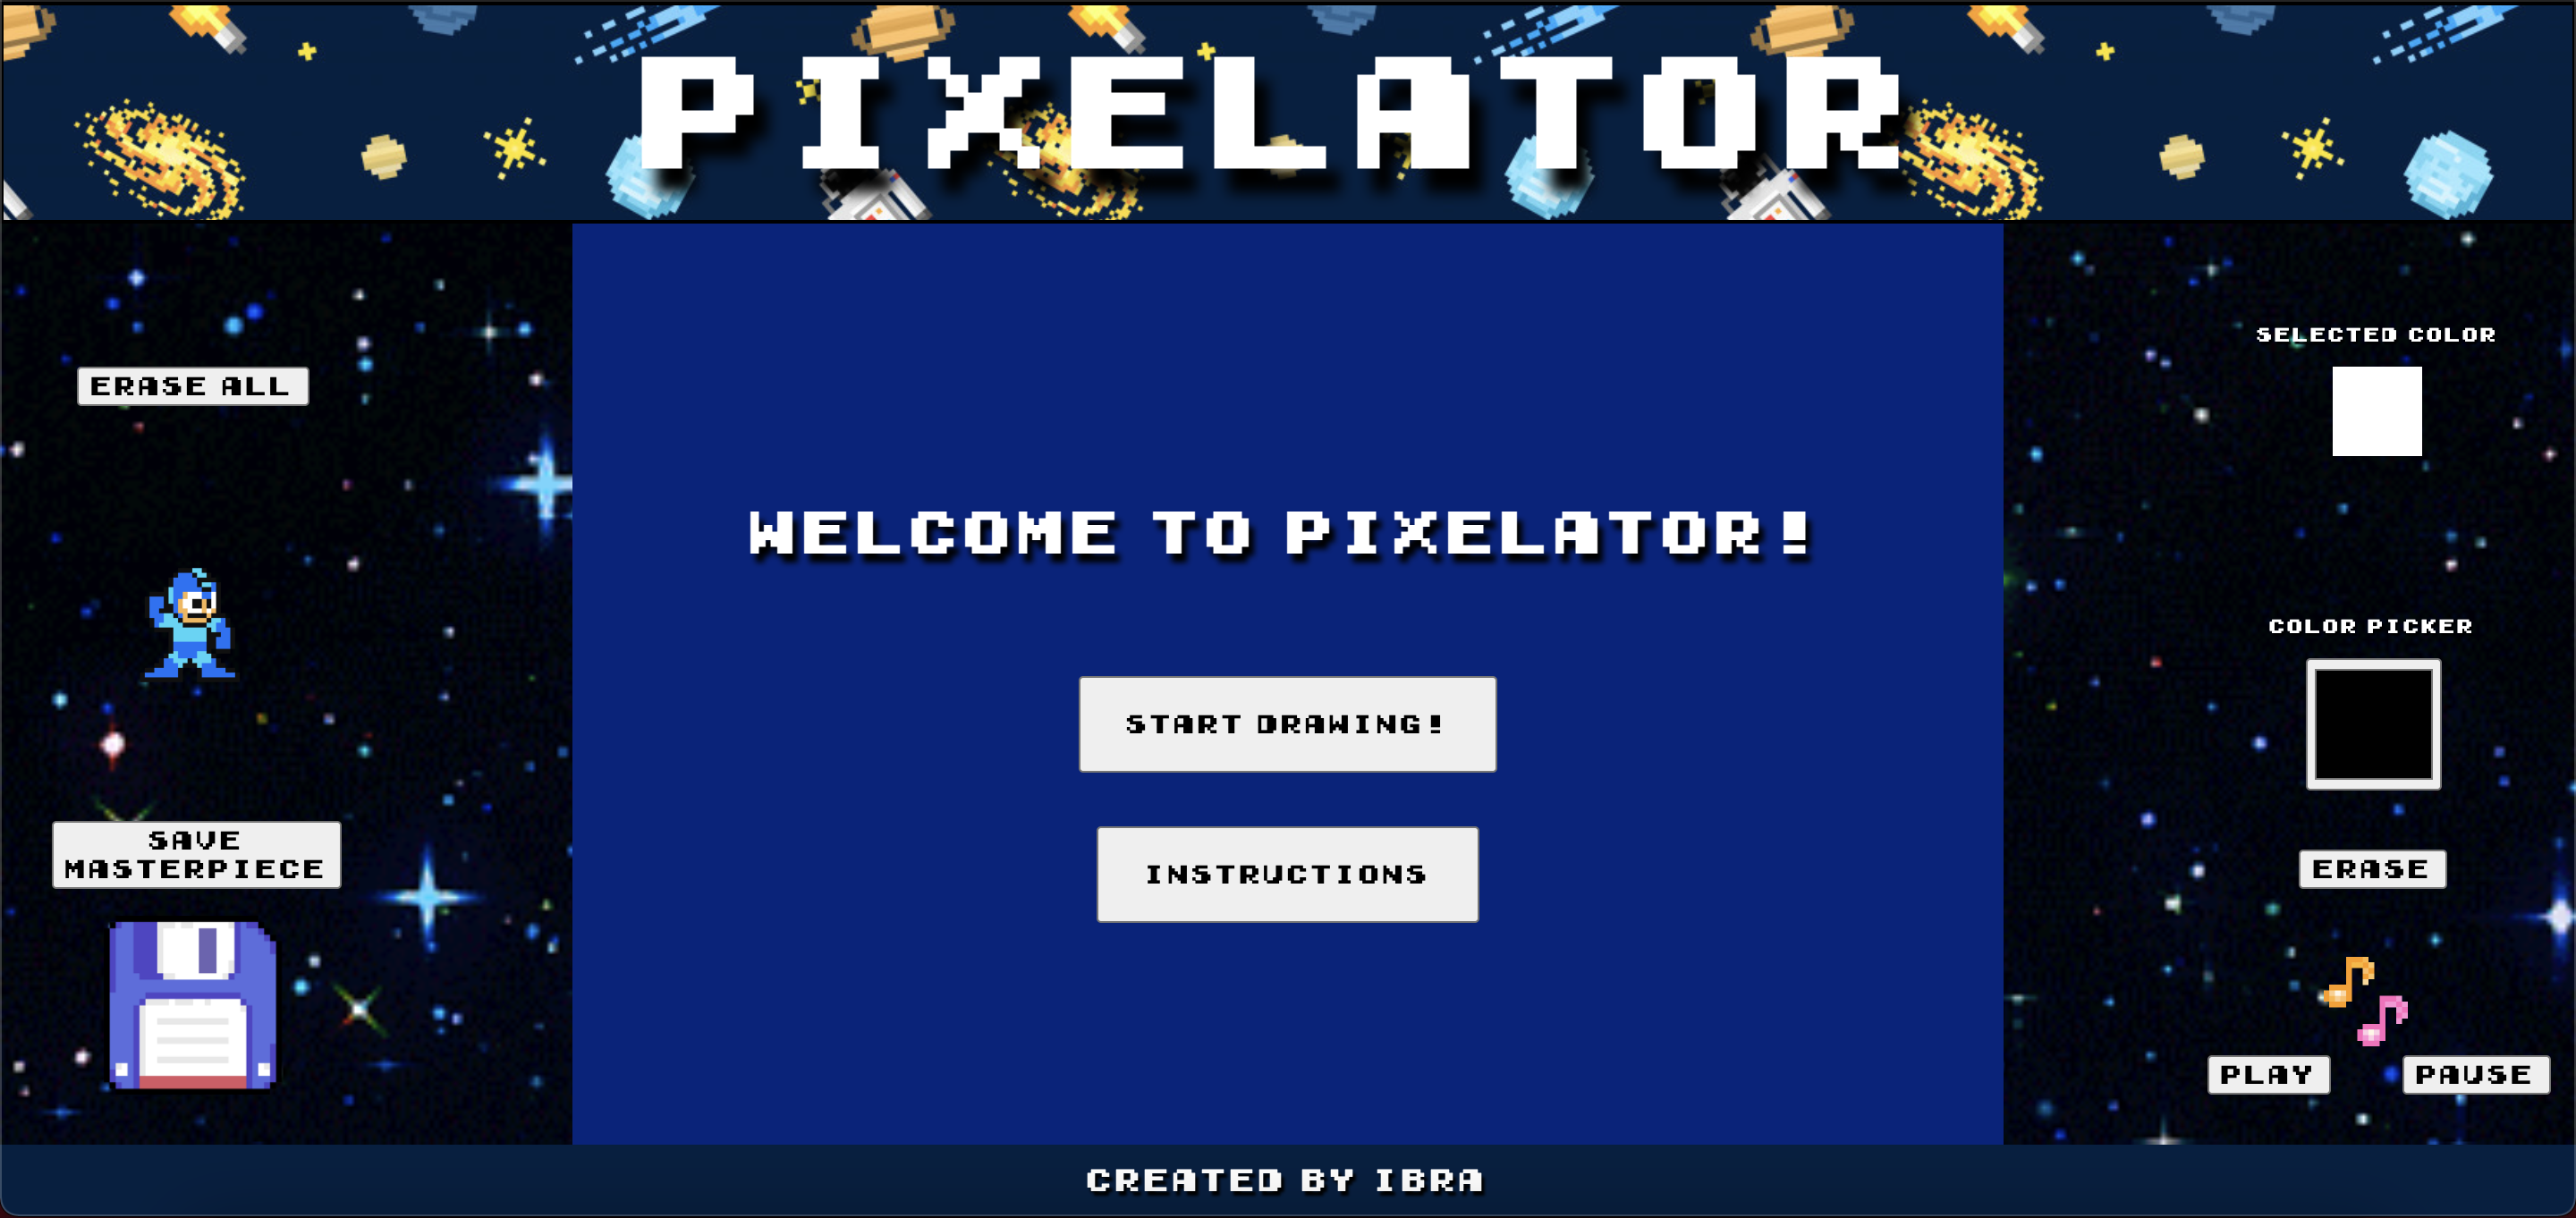 PIXELATOR
ERASE ALL
SAVE
MASTERPIECE
WELCOME TO PIXELATOR!
START DRAWING!
INSTRUCTIONS
SELECTED COLOR
COLOR PICKER
ERASE
PLAY
PAUSE
CREATED BY IBRA